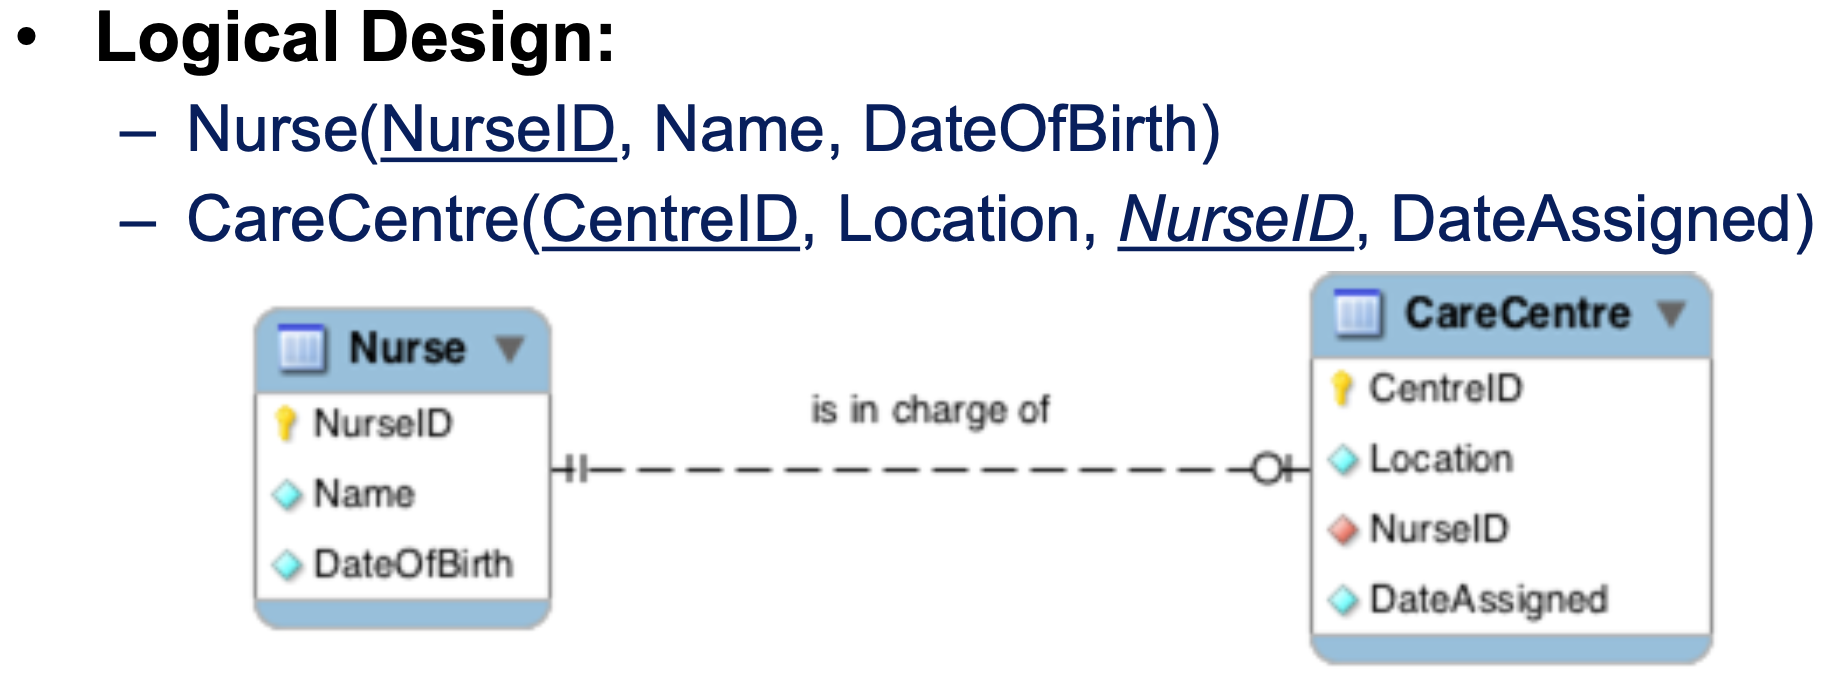 • Logical Design:
– Nurse(NurseID, Name, DateOfBirth)
– CareCentre(CentreID, Location, NurseID, DateAssigned)
Nurse
NurseID
Name
DateOfBirth
is in charge of
CareCentre
CentreID
Location
NurseID
DateAssigned